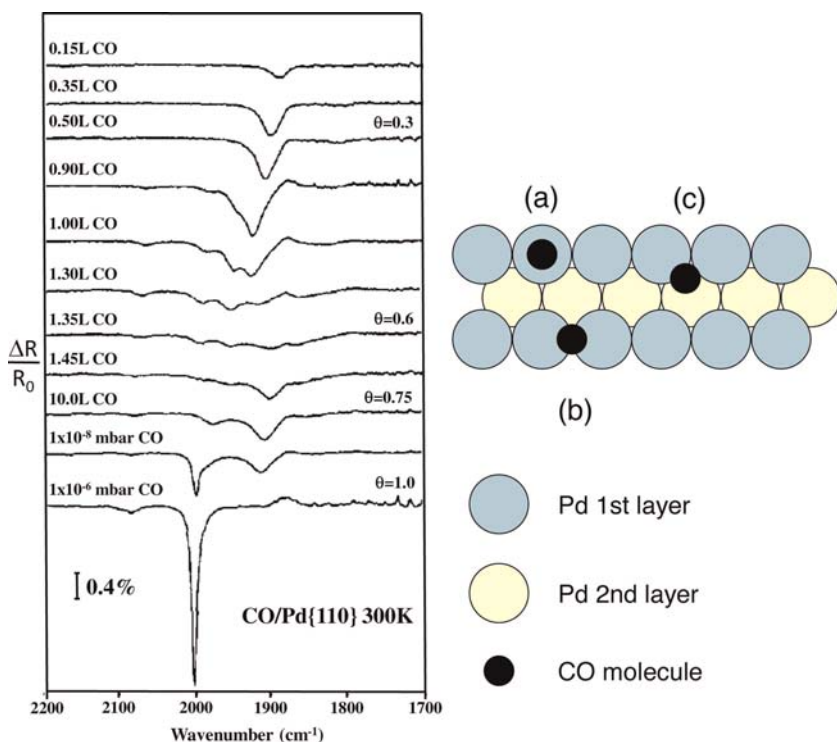 0.15L CO
0.35L CO
0.50L CO
θ=0.3
0.90L CO
1.00L CO
1.30L CO
1.35L CO
θ=0.6
1.45L CO
10.0L CO
θ=0.75
1x10⁻⁸ mbar CO
1x10⁻⁶ mbar CO
θ=1.0
ΔR
R₀
0.4%
CO/Pd{110} 300K
2200 2100 2000 1900 1800 1700
Wavenumber (cm⁻¹)
(a) (c)
(b)
Pd 1st layer
Pd 2nd layer
CO molecule